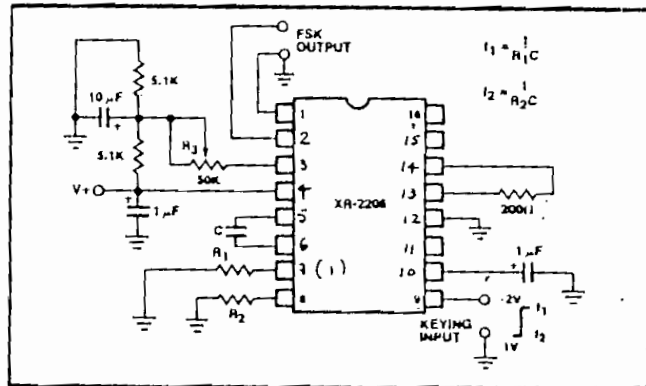 FSK
OUTPUT
f₁ = 1/R₁C
f₂ = 1/R₂C
5.1K
10 µF
+
5.1K
R₃
50K
V+
+
1 µF
C
R₁
R₂
1
2
3
4
5
6
7 (1)
8
XR-2206
16
15
14
13
12
11
10
9
200Ω
1 µF
+
KEYING
INPUT
2V
1V
f₁
f₂